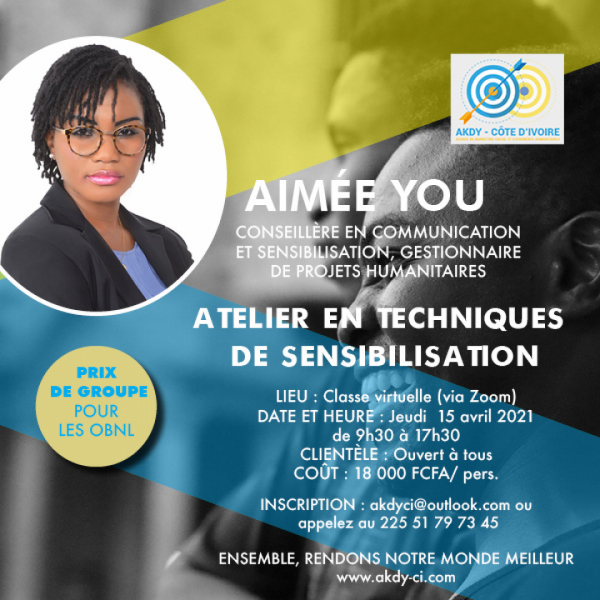 AKDY - CÔTE D'IVOIRE
AIMÉE YOU
CONSEILLÈRE EN COMMUNICATION
ET SENSIBILISATION, GESTIONNAIRE
DE PROJETS HUMANITAIRES
ATELIER EN TECHNIQUES
DE SENSIBILISATION
PRIX
DE GROUPE
POUR
LES OBNL
LIEU : Classe virtuelle (via Zoom)
DATE ET HEURE : Jeudi 15 avril 2021
de 9h30 à 17h30
CLIENTÈLE : Ouvert à tous
COÛT : 18 000 FCFA/ pers.
INSCRIPTION : akdyci@outlook.com ou
appelez au 225 51 79 73 45
ENSEMBLE, RENDONS NOTRE MONDE MEILLEUR
www.akdy-ci.com